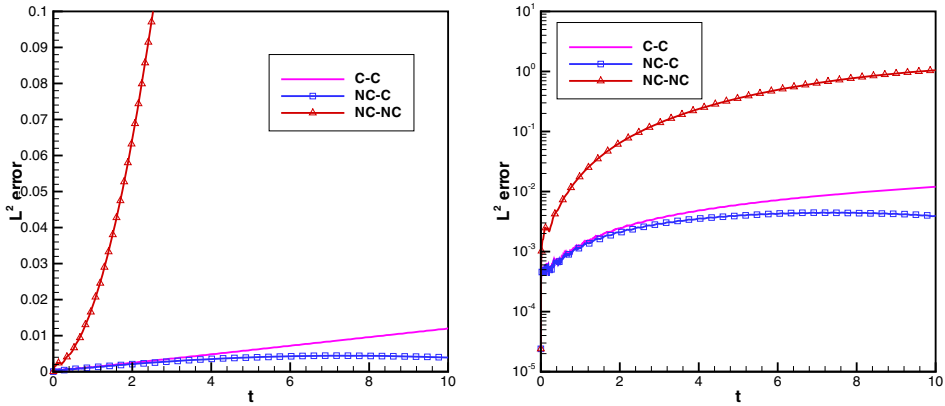 0.1
0.09
0.08
0.07
0.06
0.05
0.04
0.03
0.02
0.01
0
L² error
0 2 4 6 8 10
t
C-C
NC-C
NC-NC
10¹
10⁰
10⁻¹
10⁻²
10⁻³
10⁻⁴
10⁻⁵
L² error
0 2 4 6 8 10
t
C-C
NC-C
NC-NC